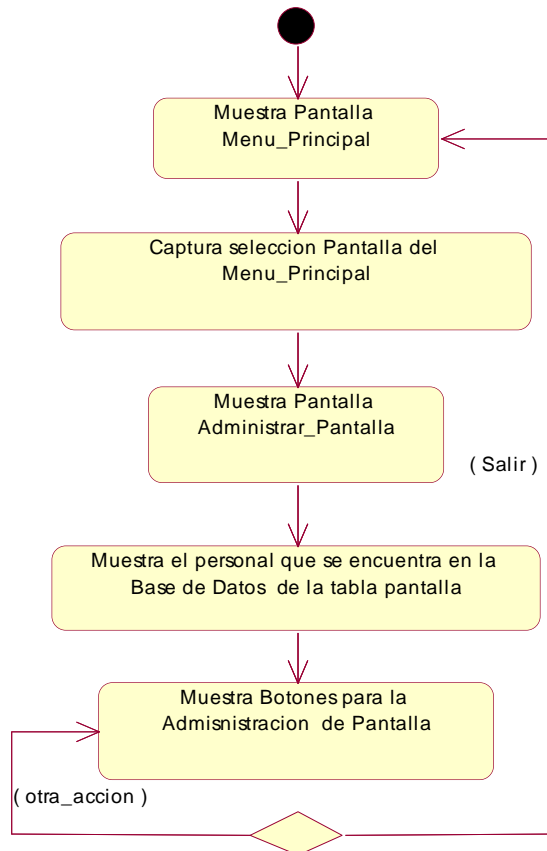 Muestra Pantalla
Menu_Principal
Captura seleccion Pantalla del
Menu_Principal
Muestra Pantalla
Administrar_Pantalla
( Salir )
Muestra el personal que se encuentra en la
Base de Datos de la tabla pantalla
Muestra Botones para la
Admisnistracion de Pantalla
( otra_accion )